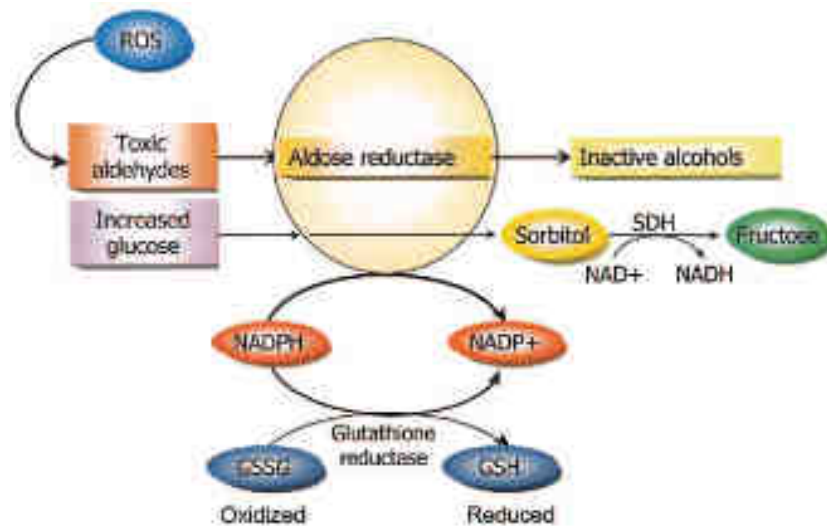 ROS
Toxic
aldehydes
Aldose reductase
Inactive alcohols
Increased
glucose
Sorbitol
SDH
Fructose
NAD+
NADH
NADPH
NADP+
Glutathione
reductase
GSSG
GSH
Oxidized
Reduced